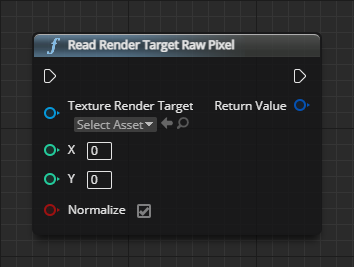 f Read Render Target Raw Pixel
Texture Render Target Return Value
Select Asset
X 0
Y 0
Normalize